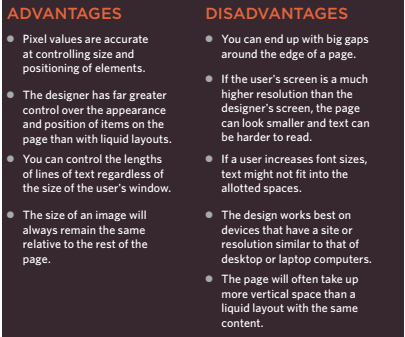 ADVANTAGES
Pixel values are accurate
at controlling size and
positioning of elements.
The designer has far greater
control over the appearance
and position of items on the
page than with liquid layouts.
You can control the lengths
of lines of text regardless of
the size of the user's window.
The size of an image will
always remain the same
relative to the rest of the
page.
DISADVANTAGES
You can end up with big gaps
around the edge of a page.
If the user's screen is a much
higher resolution than the
designer's screen, the page
can look smaller and text can
be harder to read.
If a user increases font sizes,
text might not fit into the
allotted spaces.
The design works best on
devices that have a site or
resolution similar to that of
desktop or laptop computers.
The page will often take up
more vertical space than a
liquid layout with the same
content.